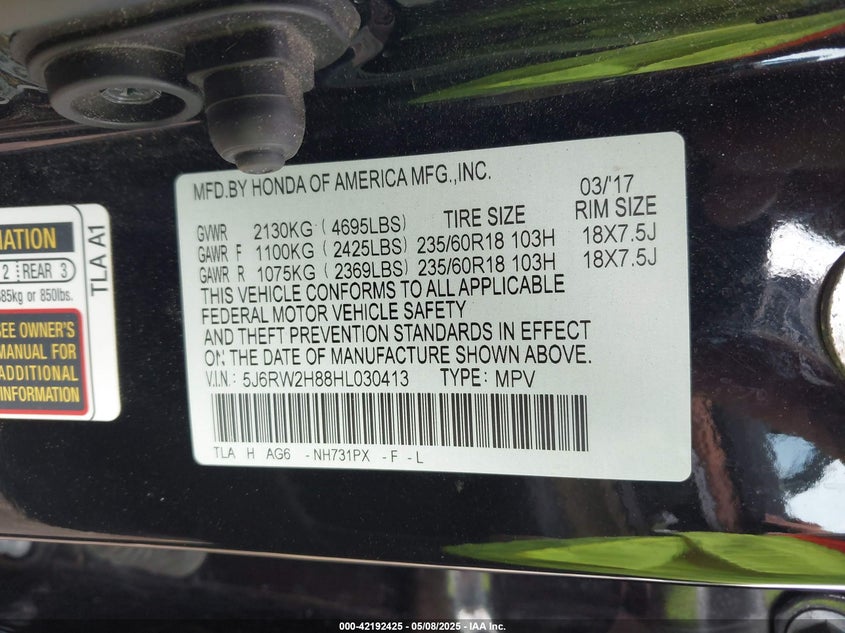 MFD.BY HONDA OF AMERICA MFG.,INC. 03/'17
TIRE SIZE RIM SIZE
GVWR 2130KG ( 4695LBS)
GAWR F 1100KG ( 2425LBS) 235/60R18 103H 18X7.5J
GAWR R 1075KG ( 2369LBS) 235/60R18 103H 18X7.5J
THIS VEHICLE CONFORMS TO ALL APPLICABLE
FEDERAL MOTOR VEHICLE SAFETY
AND THEFT PREVENTION STANDARDS IN EFFECT
ON THE DATE OF MANUFACTURE SHOWN ABOVE.
V.I.N.: 5J6RW2H88HL030413 TYPE: MPV
TLA H AG6 -NH731PX -F -L
2 REAR 3
kg or 850lbs.
TLA A1
SEE OWNER'S
MANUAL FOR
ADDITIONAL
INFORMATION
000-42192425 - 05/08/2025 - IAA Inc.